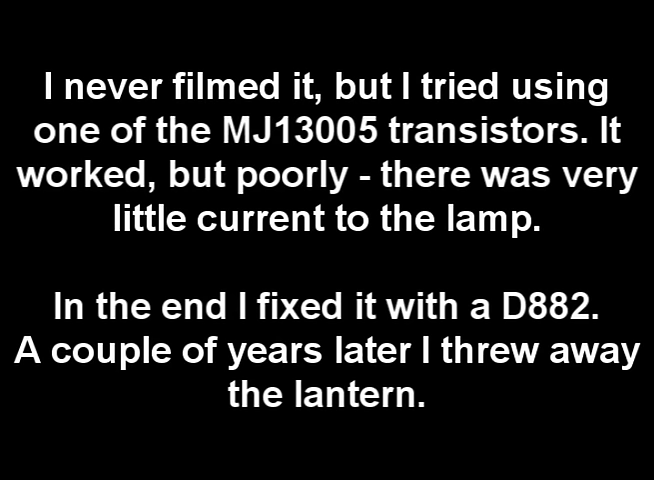 I never filmed it, but I tried using
one of the MJ13005 transistors. It
worked, but poorly - there was very
little current to the lamp.
In the end I fixed it with a D882.
A couple of years later I threw away
the lantern.